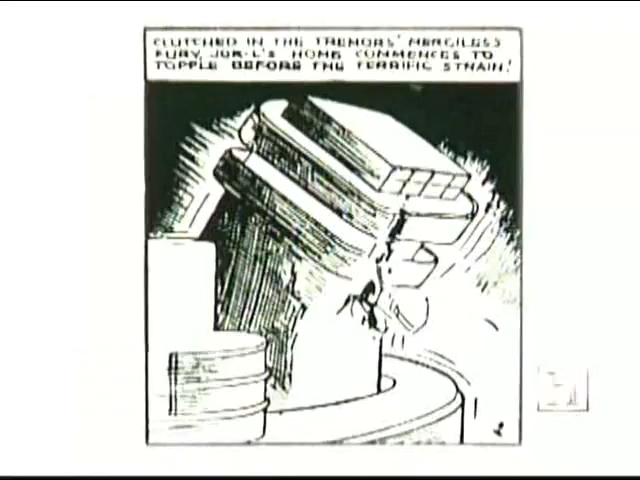 CLUTCHED IN THE TREMORS' MERCILESS
FURY, JOR-L'S HOME COMMENCES TO
TOPPLE BEFORE THE TERRIFIC STRAIN!